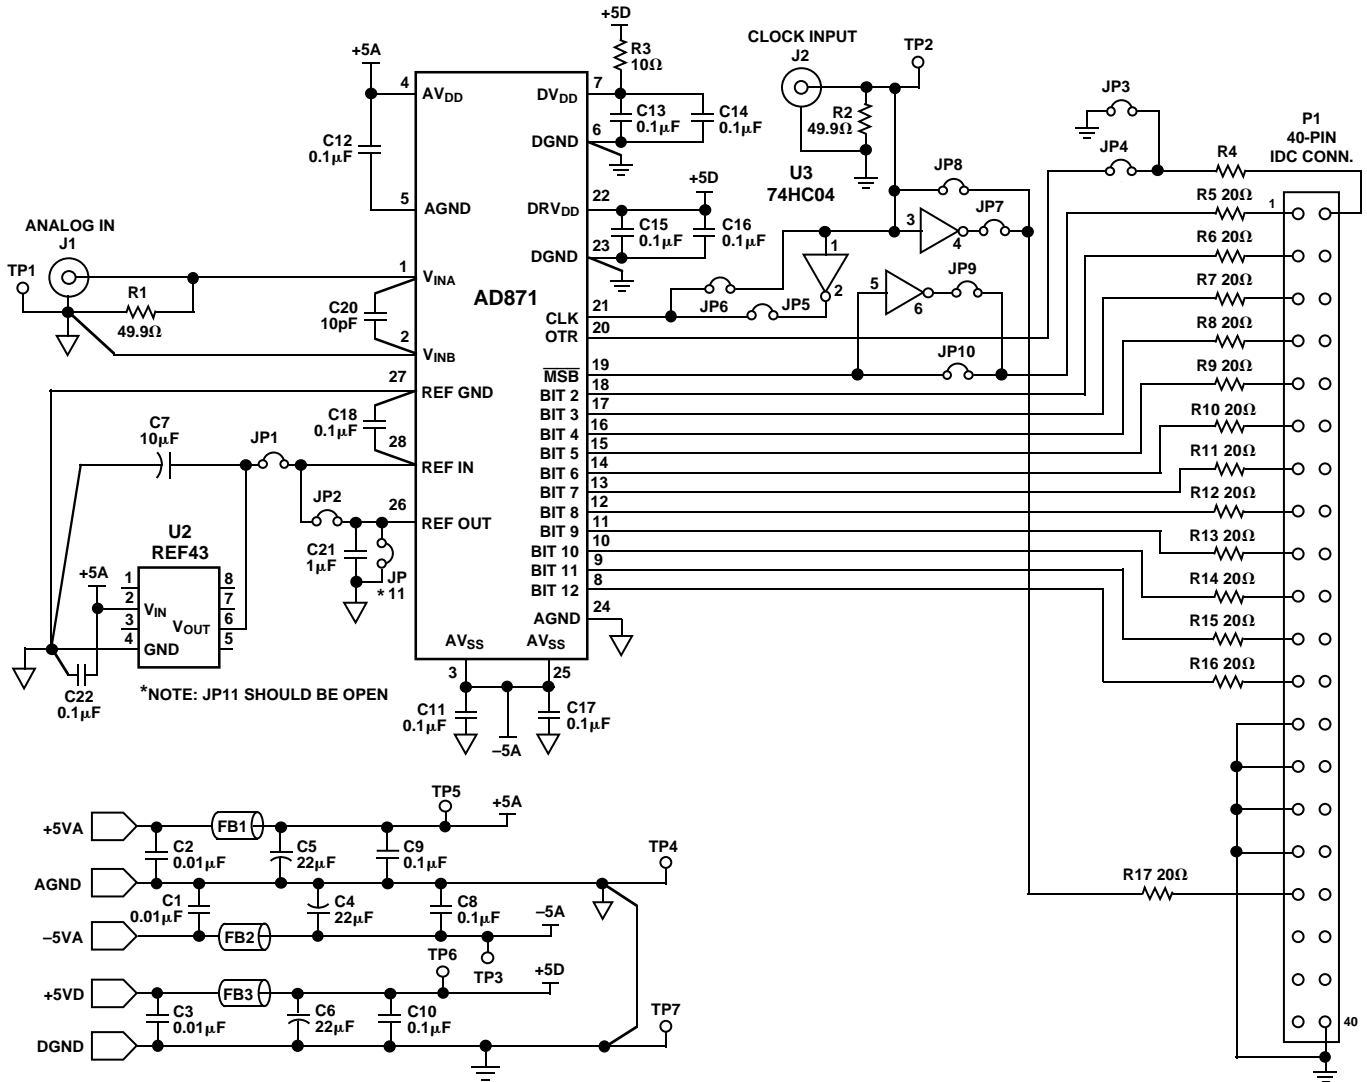 +5D
R3
10Ω
+5A
CLOCK INPUT
J2
TP2
4
AVDD
DVDD
7
C13
0.1µF
C14
0.1µF
R2
49.9Ω
JP3
P1
40-PIN
IDC CONN.
C12
0.1µF
6
DGND
JP4
R4
U3
74HC04
JP8
+5D
5
AGND
DRVDD
22
R5 20Ω
1
ANALOG IN
J1
C15
0.1µF
C16
0.1µF
3
4
JP7
R6 20Ω
23
DGND
1
TP1
1
VINA
R7 20Ω
R1
49.9Ω
C20
10pF
AD871
2
5
6
JP9
JP6
JP5
CLK
21
R8 20Ω
2
VINB
OTR
20
JP10
R9 20Ω
MSB
19
27
REF GND
BIT 2
18
C7
10µF
JP1
C18
0.1µF
BIT 3
17
R10 20Ω
BIT 4
16
28
REF IN
BIT 5
15
R11 20Ω
BIT 6
14
JP2
BIT 7
13
R12 20Ω
26
REF OUT
BIT 8
12
U2
REF43
BIT 9
11
R13 20Ω
C21
1µF
JP
*11
BIT 10
10
+5A
BIT 11
9
R14 20Ω
1
8
BIT 12
8
2
VIN
7
R15 20Ω
3
VOUT
6
AGND
24
4
GND
5
AVSS
AVSS
R16 20Ω
3
25
C22
0.1µF
*NOTE: JP11 SHOULD BE OPEN
C11
0.1µF
C17
0.1µF
–5A
TP5
+5A
+5VA
FB1
C2
0.01µF
C5
22µF
C9
0.1µF
TP4
AGND
R17 20Ω
C1
0.01µF
C4
22µF
C8
0.1µF
–5A
–5VA
FB2
TP3
TP6
+5D
+5VD
FB3
C3
0.01µF
C6
22µF
C10
0.1µF
TP7
40
DGND